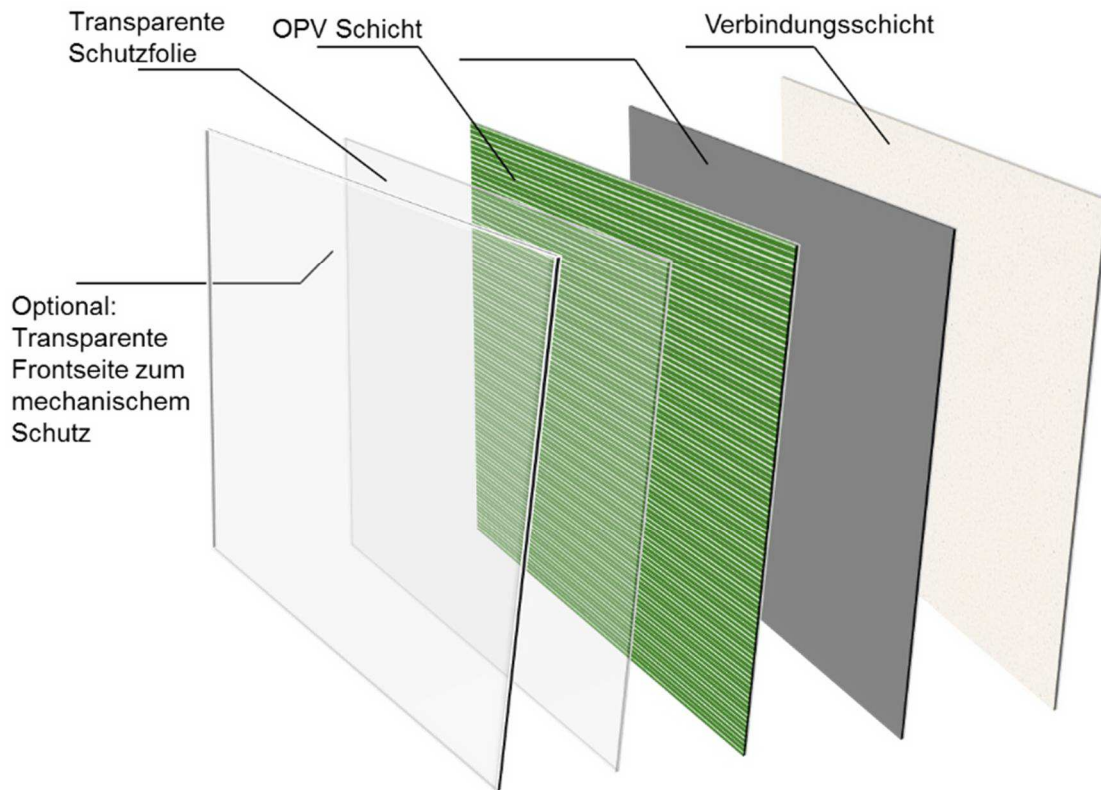 Transparente
Schutzfolie
OPV Schicht
Verbindungsschicht
Optional:
Transparente
Frontseite zum
mechanischem
Schutz